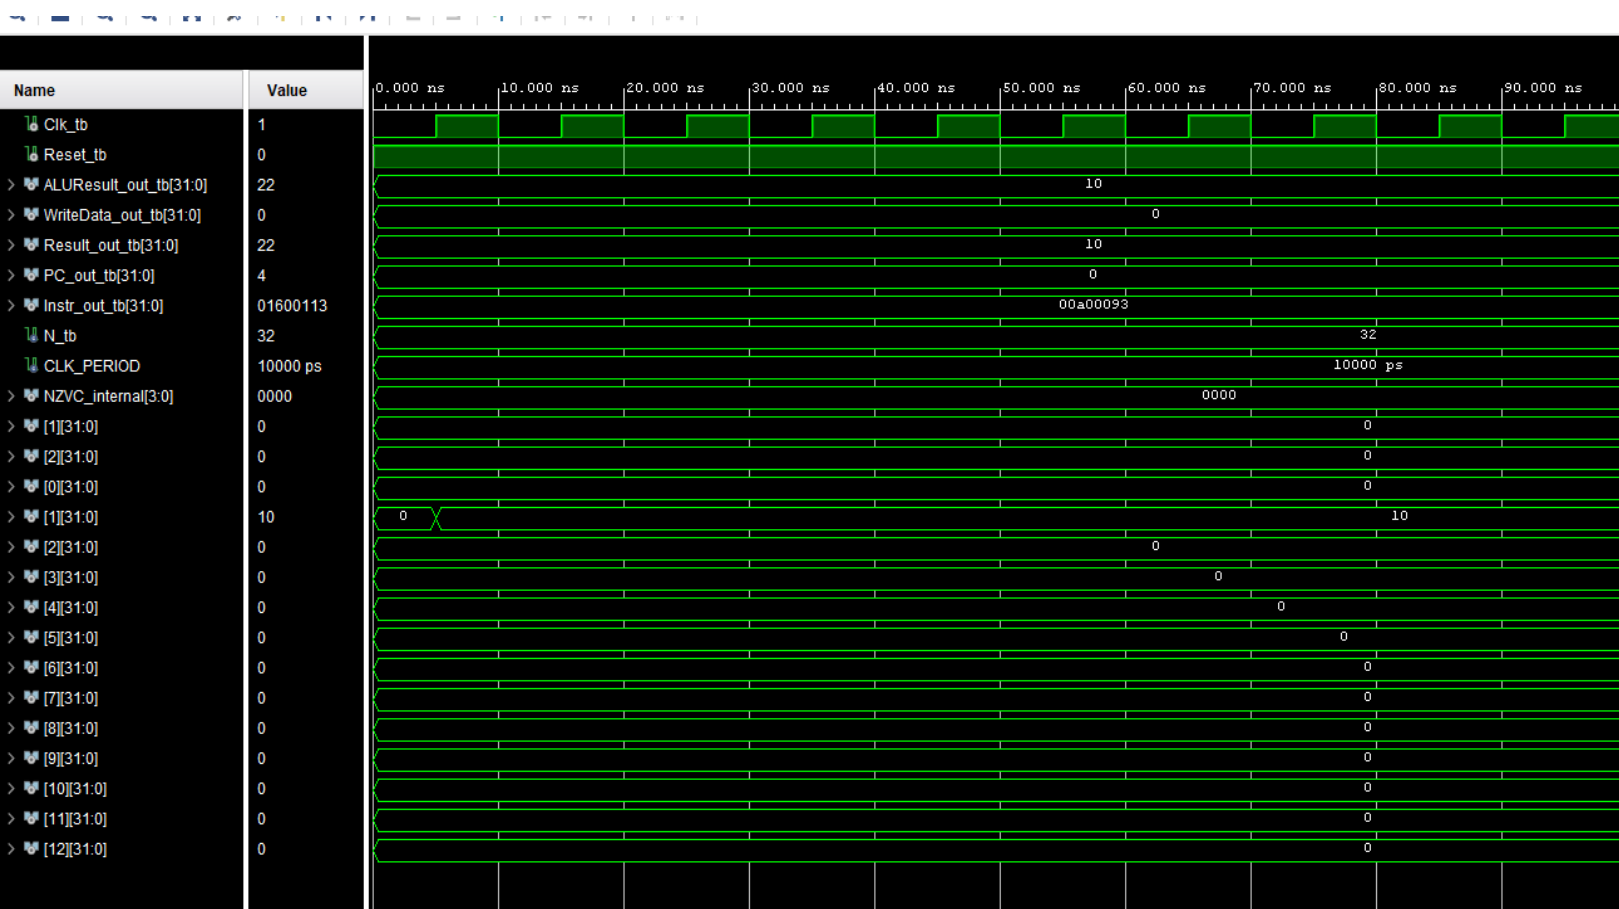 Name Value 0.000 ns 10.000 ns 20.000 ns 30.000 ns 40.000 ns 50.000 ns 60.000 ns 70.000 ns 80.000 ns 90.000 ns
Clk_tb 1
Reset_tb 0
ALUResult_out_tb[31:0] 22 10
WriteData_out_tb[31:0] 0 0
Result_out_tb[31:0] 22 10
PC_out_tb[31:0] 4 0
Instr_out_tb[31:0] 01600113 00a00093
N_tb 32 32
CLK_PERIOD 10000 ps 10000 ps
NZVC_internal[3:0] 0000 0000
[1][31:0] 0 0
[2][31:0] 0 0
[0][31:0] 0 0
[1][31:0] 10 0 10
[2][31:0] 0 0
[3][31:0] 0 0
[4][31:0] 0 0
[5][31:0] 0 0
[6][31:0] 0 0
[7][31:0] 0 0
[8][31:0] 0 0
[9][31:0] 0 0
[10][31:0] 0 0
[11][31:0] 0 0
[12][31:0] 0 0